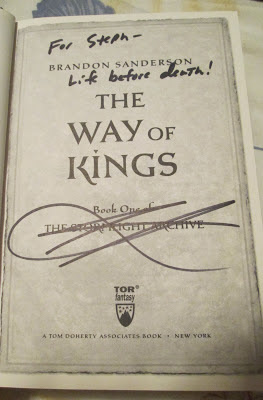 For Steph-
BRANDON SANDERSON
Life before death!
THE
WAY OF
KINGS
Book One of
THE STORMLIGHT ARCHIVE
TOR®
fantasy
A TOM DOHERTY ASSOCIATES BOOK • NEW YORK